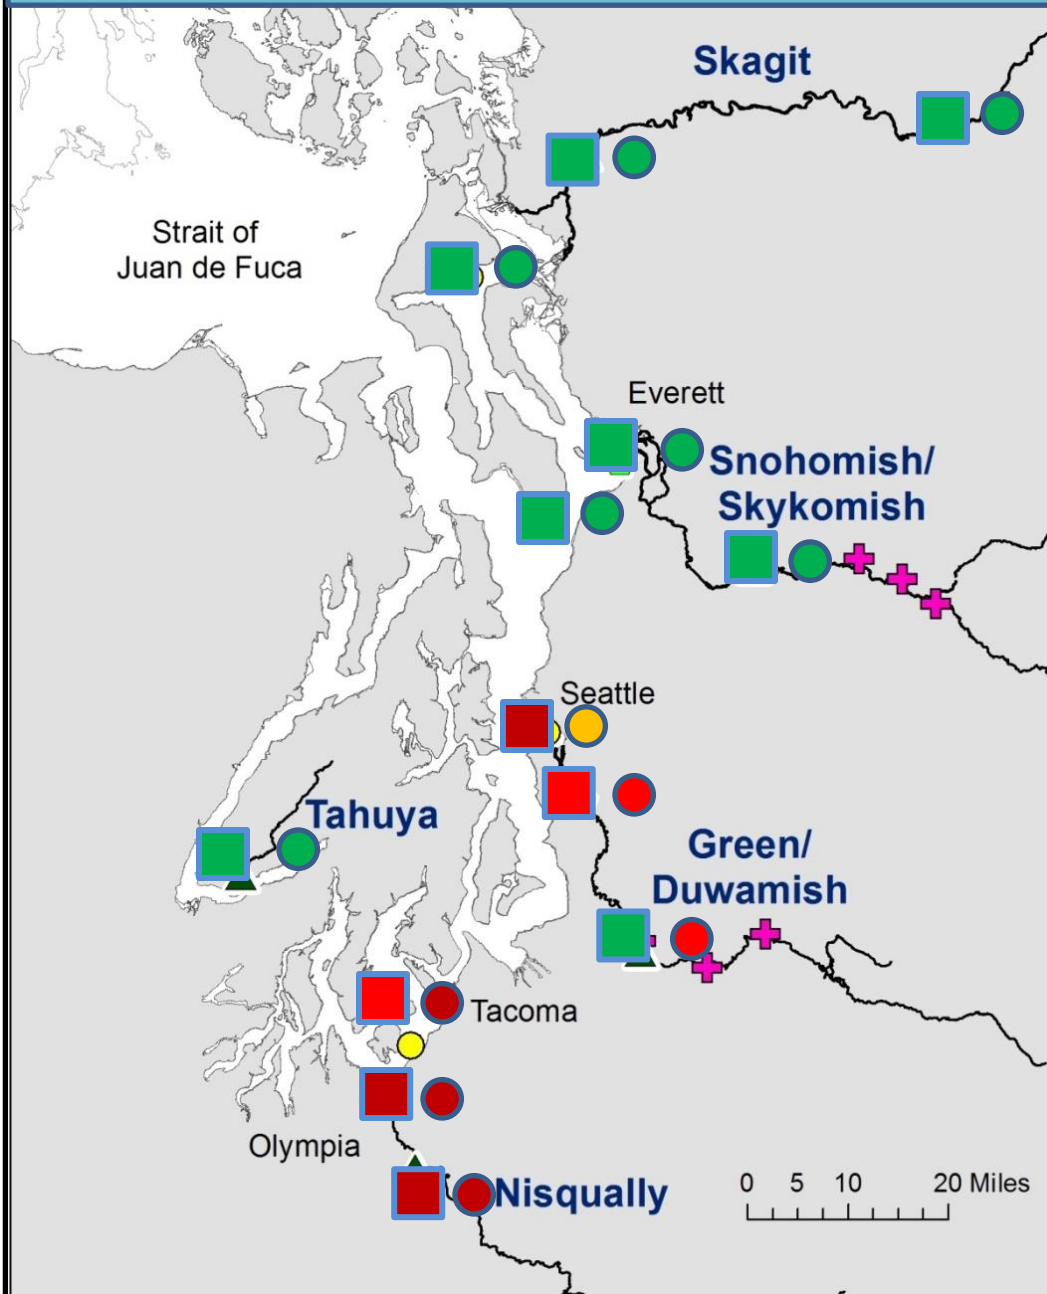 Skagit
Strait of
Juan de Fuca
Everett
Snohomish/
Skykomish
Seattle
Tahuya
Green/
Duwamish
Tacoma
Olympia
Nisqually
0 5 10 20 Miles